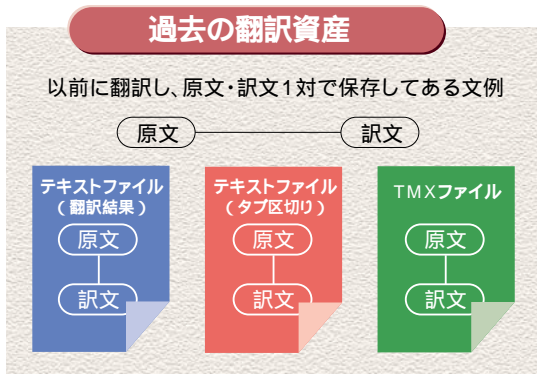 過去の翻訳資産
以前に翻訳し、原文・訳文1対で保存してある文例
原文 訳文
テキストファイル
(翻訳結果)
原文
訳文
テキストファイル
(タブ区切り)
原文
訳文
TMXファイル
原文
訳文